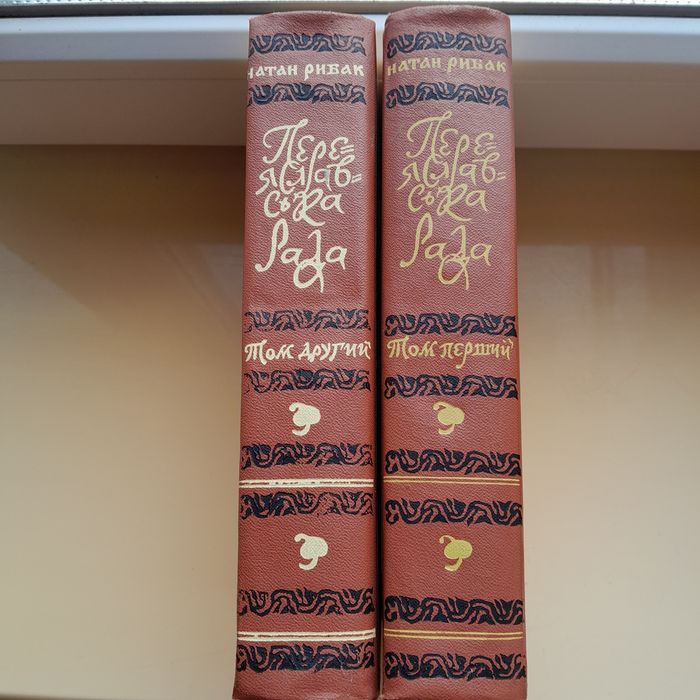 НАТАН РИБАК
Пере=
яслав=
ська
Рада
Том другий
НАТАН РИБАК
Пере=
яслав=
ська
Рада
Том перший